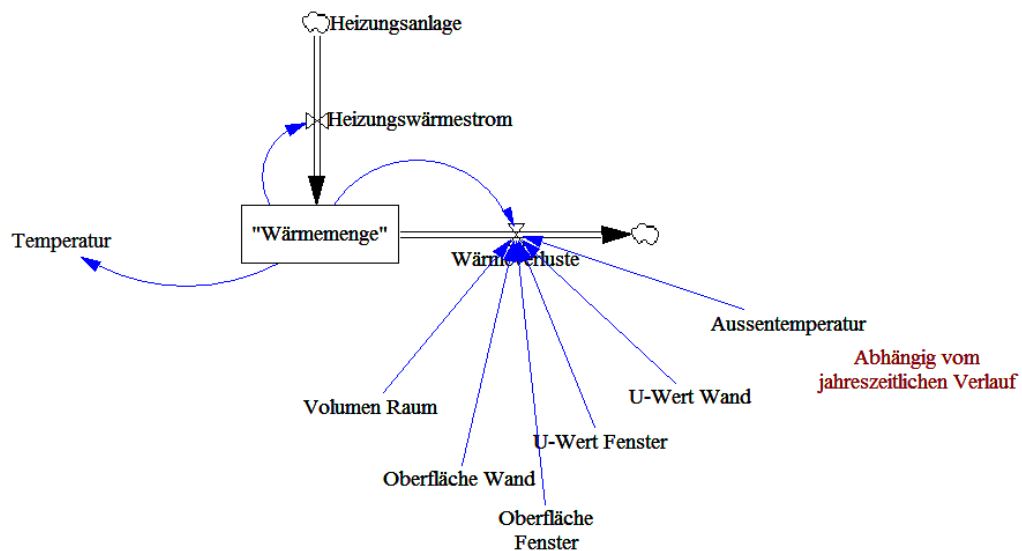 Heizungsanlage
Heizungswärmestrom
"Wärmemenge"
Temperatur
Wärmeverluste
Aussentemperatur
Abhängig vom
jahreszeitlichen Verlauf
U-Wert Wand
Volumen Raum
U-Wert Fenster
Oberfläche Wand
Oberfläche
Fenster